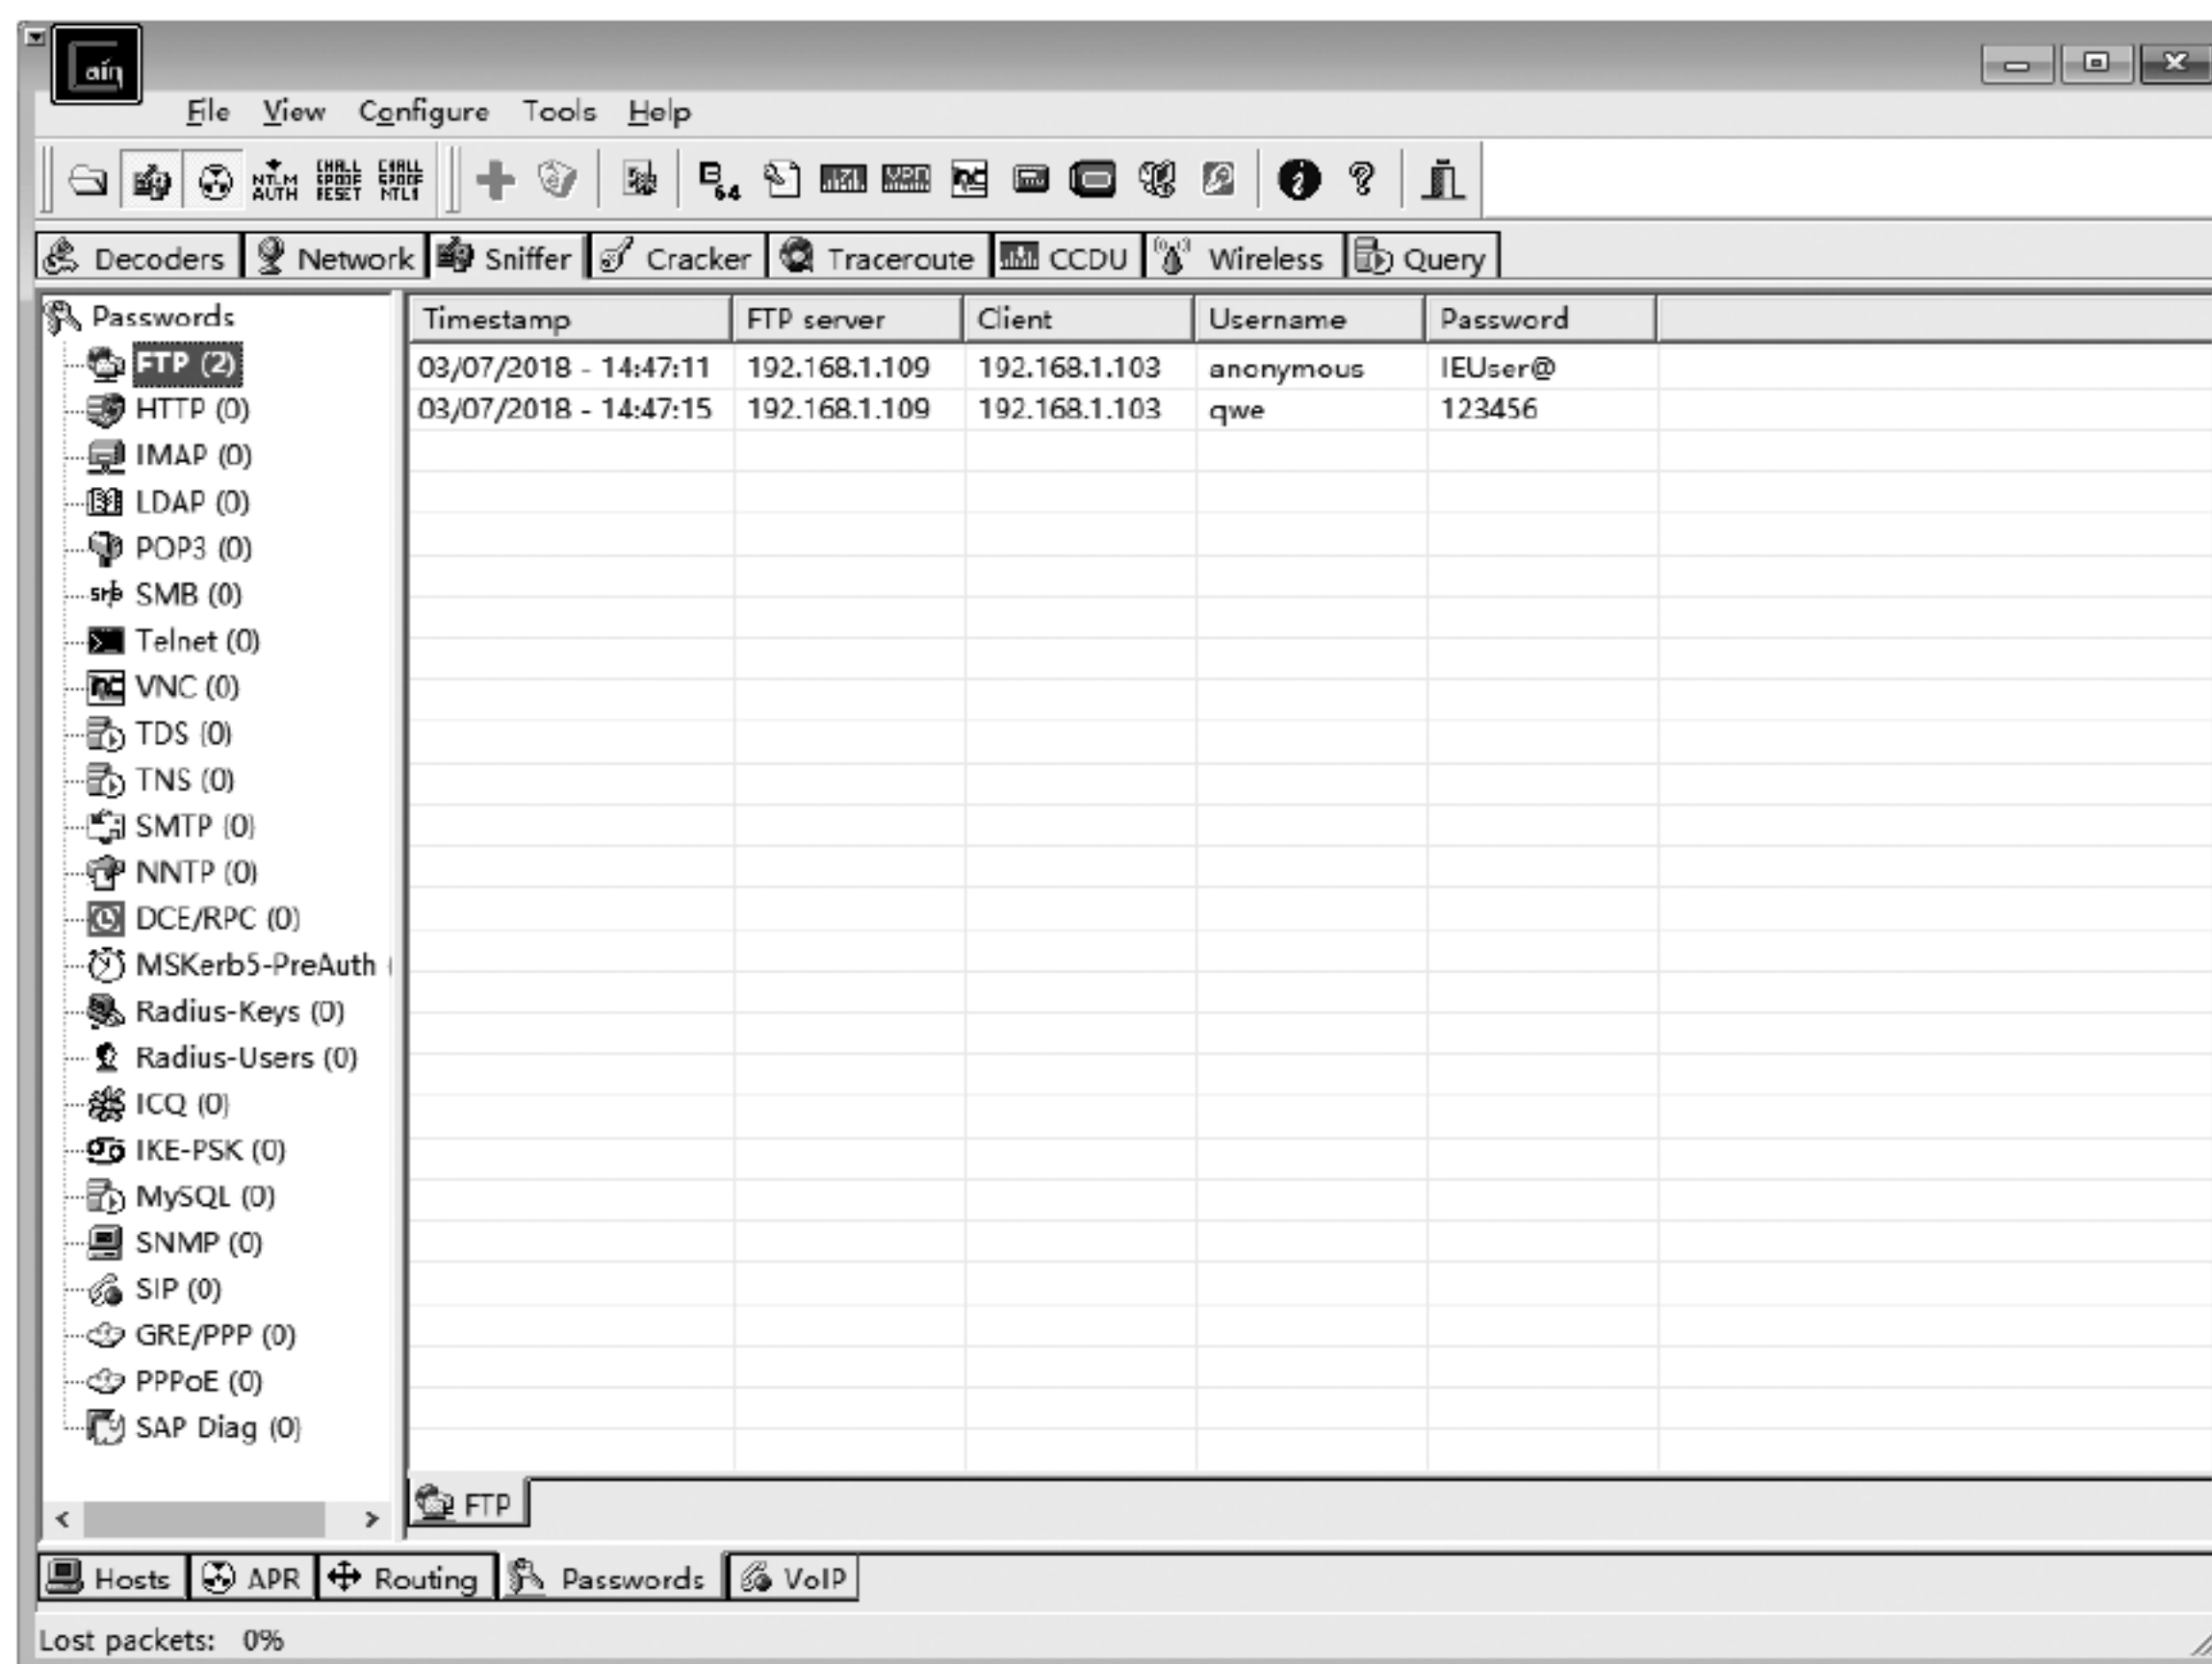 File View Configure Tools Help
Decoders Network Sniffer Cracker Traceroute CCDU Wireless Query
Passwords
FTP (2)
HTTP (0)
IMAP (0)
LDAP (0)
POP3 (0)
SMB (0)
Telnet (0)
VNC (0)
TDS (0)
TNS (0)
SMTP (0)
NNTP (0)
DCE/RPC (0)
MSKerb5-PreAuth
Radius-Keys (0)
Radius-Users (0)
ICQ (0)
IKE-PSK (0)
MySQL (0)
SNMP (0)
SIP (0)
GRE/PPP (0)
PPPoE (0)
SAP Diag (0)
Timestamp FTP server Client Username Password
03/07/2018 - 14:47:11 192.168.1.109 192.168.1.103 anonymous IEUser@
03/07/2018 - 14:47:15 192.168.1.109 192.168.1.103 qwe 123456
FTP
Hosts APR Routing Passwords VoIP
Lost packets: 0%